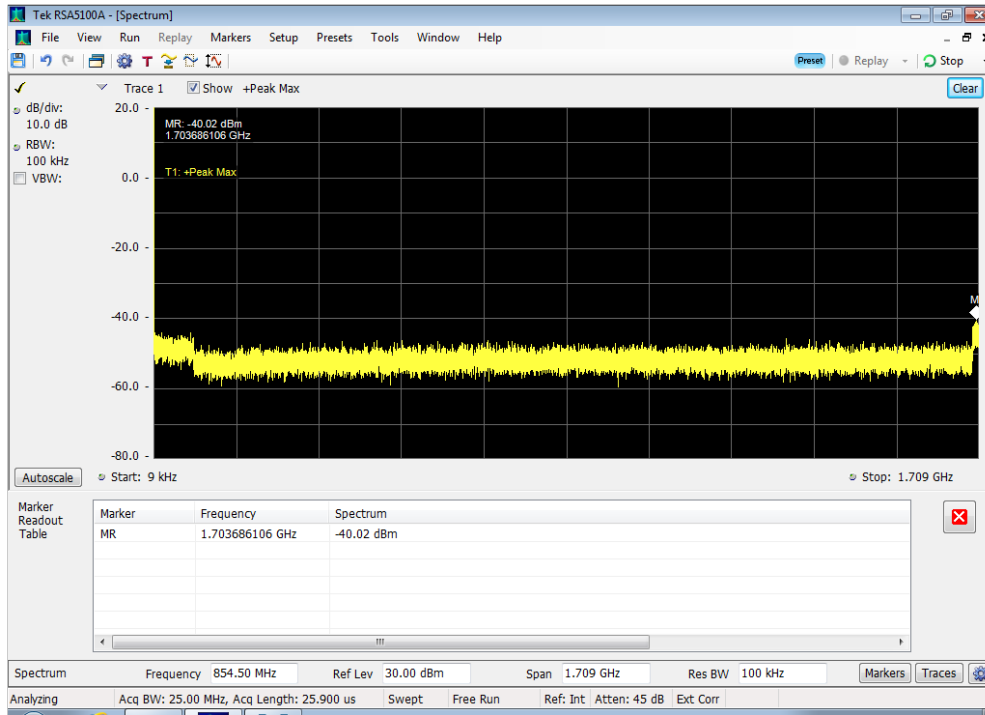 Tek RSA5100A - [Spectrum]
File View Run Replay Markers Setup Presets Tools Window Help
T Preset Replay Stop
Trace 1 Show +Peak Max Clear
dB/div:
10.0 dB
RBW:
100 kHz
VBW:
20.0 -
0.0 -
-20.0 -
-40.0 -
-60.0 -
-80.0 -
MR: -40.02 dBm
1.703686106 GHz
T1: +Peak Max
M
Autoscale Start: 9 kHz Stop: 1.709 GHz
Marker
Readout
Table
Marker Frequency Spectrum
MR 1.703686106 GHz -40.02 dBm
Spectrum Frequency 854.50 MHz Ref Lev 30.00 dBm Span 1.709 GHz Res BW 100 kHz Markers Traces
Analyzing Acq BW: 25.00 MHz, Acq Length: 25.900 us Swept Free Run Ref: Int Atten: 45 dB Ext Corr